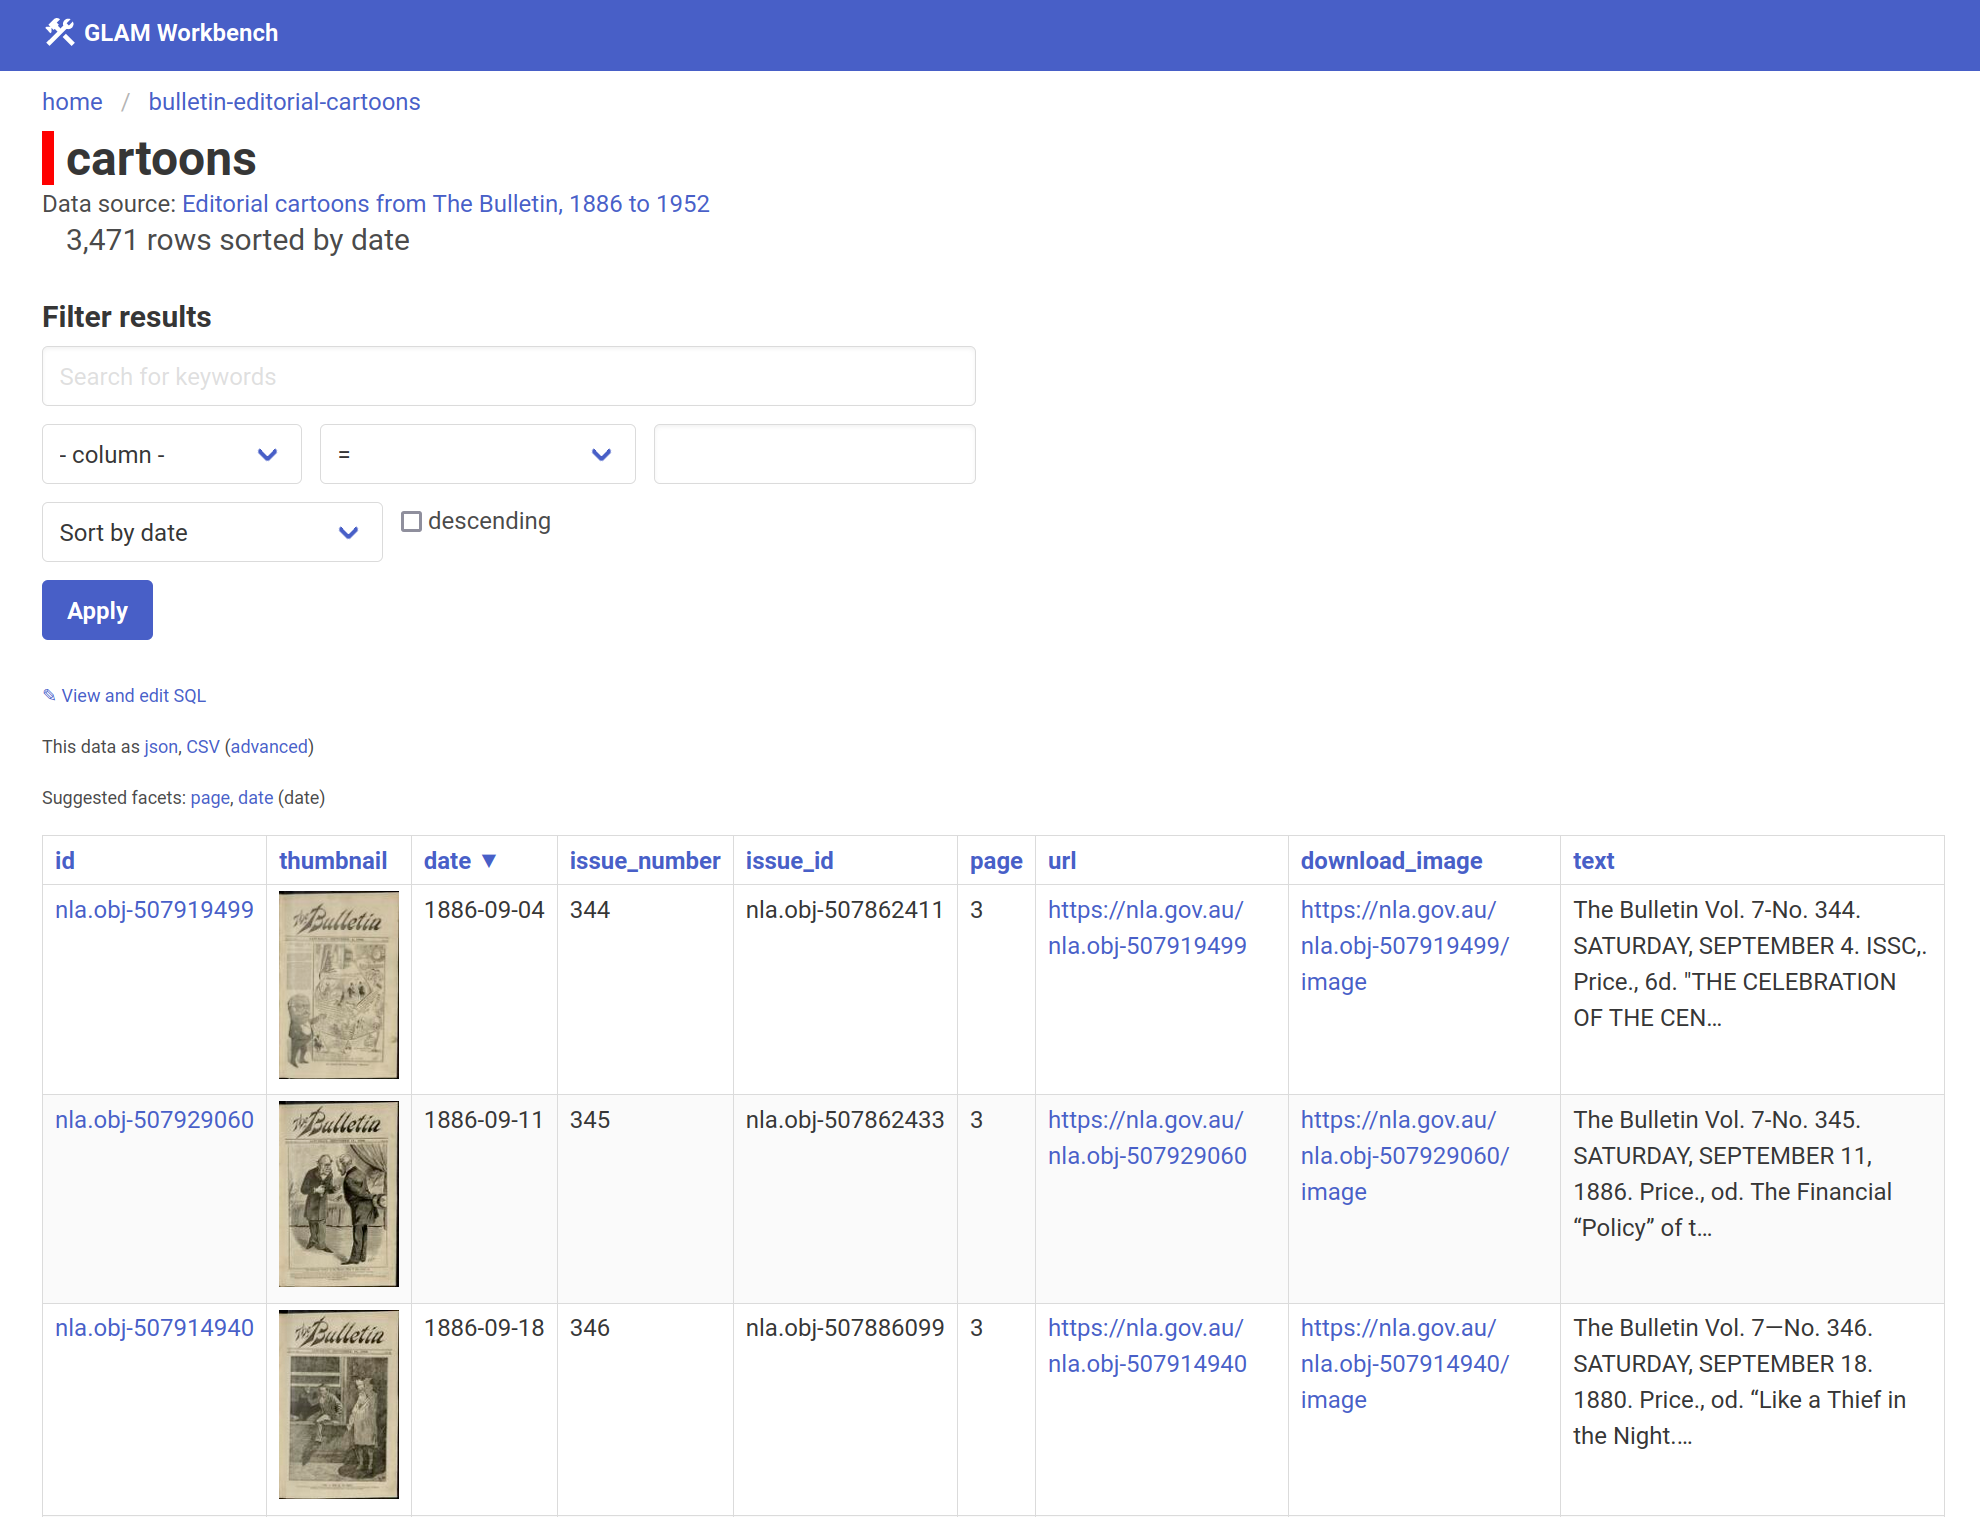 GLAM Workbench
home / bulletin-editorial-cartoons
cartoons
Data source: Editorial cartoons from The Bulletin, 1886 to 1952
3,471 rows sorted by date
Filter results
Search for keywords
- column -
=
Sort by date
descending
Apply
✎ View and edit SQL
This data as json, CSV (advanced)
Suggested facets: page, date (date)
id thumbnail date ▼ issue_number issue_id page url download_image text
nla.obj-507919499 The Bulletin 1886-09-04 344 nla.obj-507862411 3 https://nla.gov.au/ https://nla.gov.au/ The Bulletin Vol. 7-No. 344.
nla.obj-507919499 nla.obj-507919499/ SATURDAY, SEPTEMBER 4. ISSC,.
image Price., 6d. "THE CELEBRATION
OF THE CEN…
nla.obj-507929060 The Bulletin 1886-09-11 345 nla.obj-507862433 3 https://nla.gov.au/ https://nla.gov.au/ The Bulletin Vol. 7-No. 345.
nla.obj-507929060 nla.obj-507929060/ SATURDAY, SEPTEMBER 11,
image 1886. Price., od. The Financial
“Policy” of t…
nla.obj-507914940 The Bulletin 1886-09-18 346 nla.obj-507886099 3 https://nla.gov.au/ https://nla.gov.au/ The Bulletin Vol. 7—No. 346.
nla.obj-507914940 nla.obj-507914940/ SATURDAY, SEPTEMBER 18.
image 1880. Price., od. “Like a Thief in
the Night.…